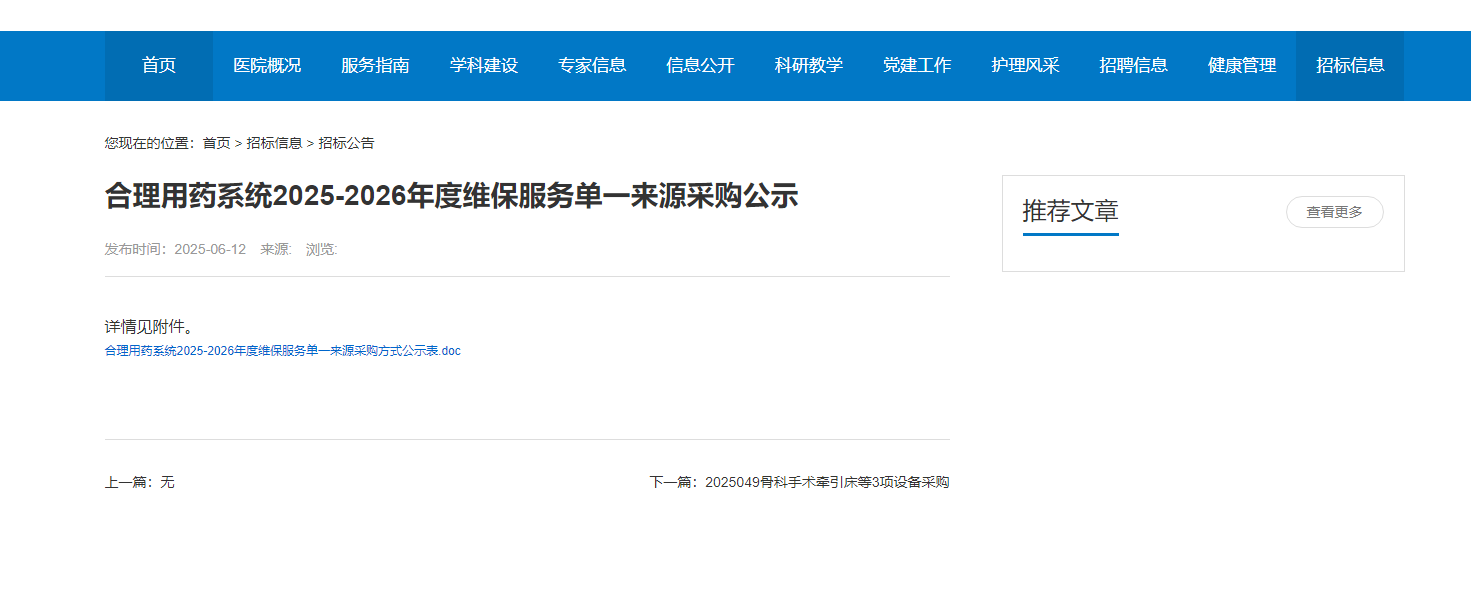 首页 医院概况 服务指南 学科建设 专家信息 信息公开 科研教学 党建工作 护理风采 招聘信息 健康管理 招标信息
您现在的位置：首页 > 招标信息 > 招标公告
合理用药系统2025-2026年度维保服务单一来源采购公示
发布时间：2025-06-12 来源: 浏览:
详情见附件。
合理用药系统2025-2026年度维保服务单一来源采购方式公示表.doc
上一篇：无
下一篇：2025049骨科手术牵引床等3项设备采购
推荐文章
查看更多